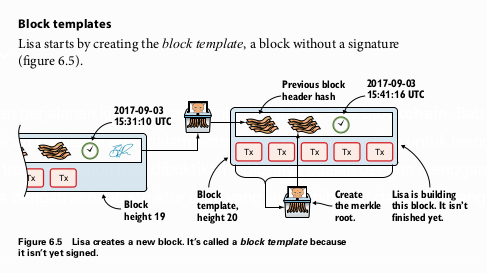 Block templates
Lisa starts by creating the block template, a block without a signature
(figure 6.5).
Previous block
header hash
2017-09-03
15:41:16 UTC
2017-09-03
15:31:10 UTC
Tx Tx Tx Tx Tx
Tx Tx
Block
height 19
Block
template,
height 20
Create
the merkle
root.
Lisa is building
this block. It isn't
finished yet.
Figure 6.5 Lisa creates a new block. It's called a block template because
it isn't yet signed.